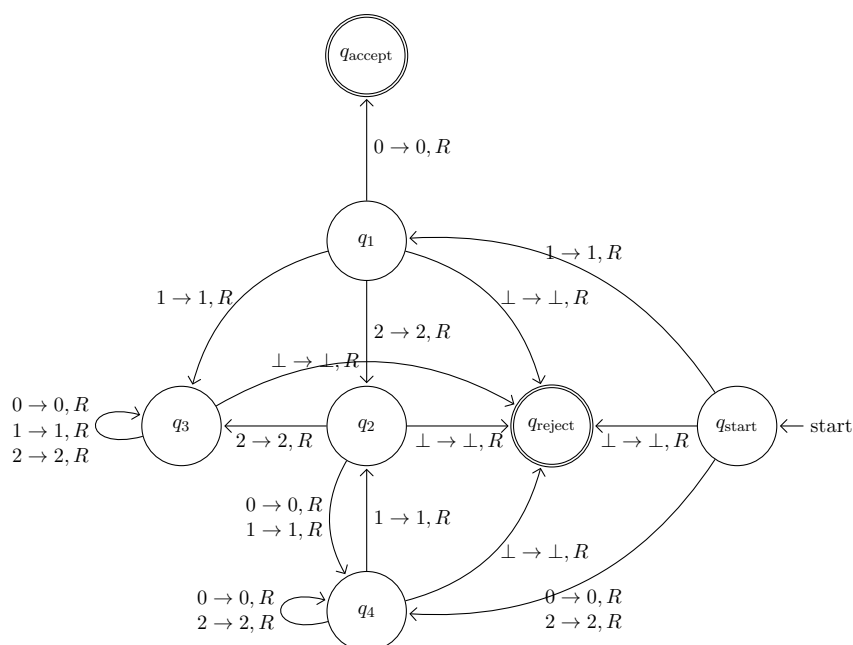 q_accept
0 → 0, R
q_1
1 → 1, R
1 → 1, R
⊥ → ⊥, R
2 → 2, R
⊥ → ⊥, R
0 → 0, R
1 → 1, R
2 → 2, R
q_3
q_2
q_reject
q_start
start
2 → 2, R
⊥ → ⊥, R
⊥ → ⊥, R
0 → 0, R
1 → 1, R
1 → 1, R
⊥ → ⊥, R
0 → 0, R
2 → 2, R
q_4
0 → 0, R
2 → 2, R